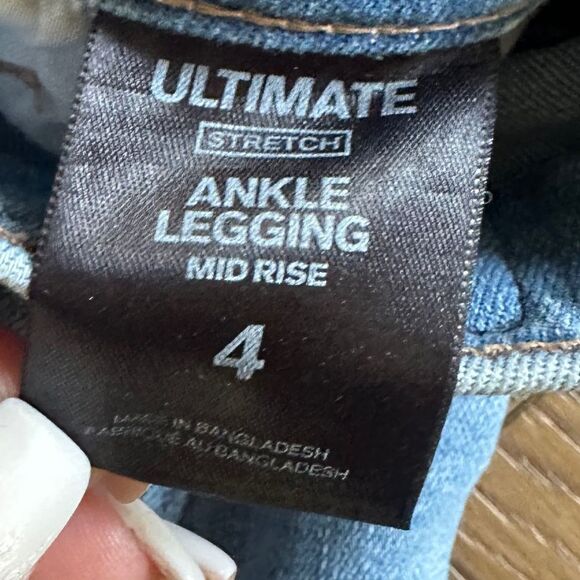 ULTIMATE
STRETCH
ANKLE
LEGGING
MID RISE
4
MADE IN BANGLADESH
FABRIQUÉ AU BANGLADESH